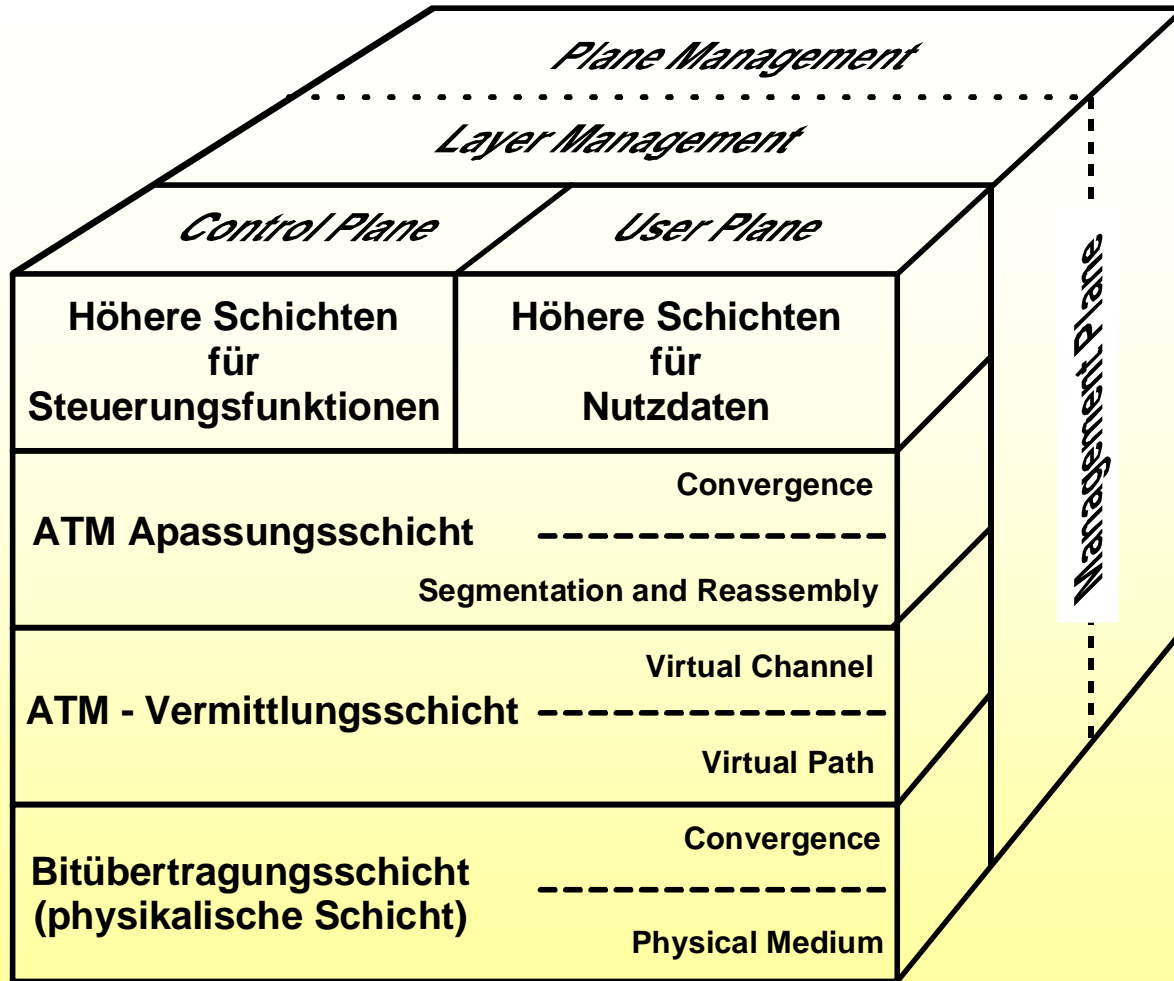 Plane Management
Layer Management
Control Plane
User Plane
Management Plane
Höhere Schichten
für
Steuerungsfunktionen
Höhere Schichten
für
Nutzdaten
ATM Apassungsschicht
Convergence
Segmentation and Reassembly
ATM - Vermittlungsschicht
Virtual Channel
Virtual Path
Bitübertragungsschicht
(physikalische Schicht)
Convergence
Physical Medium